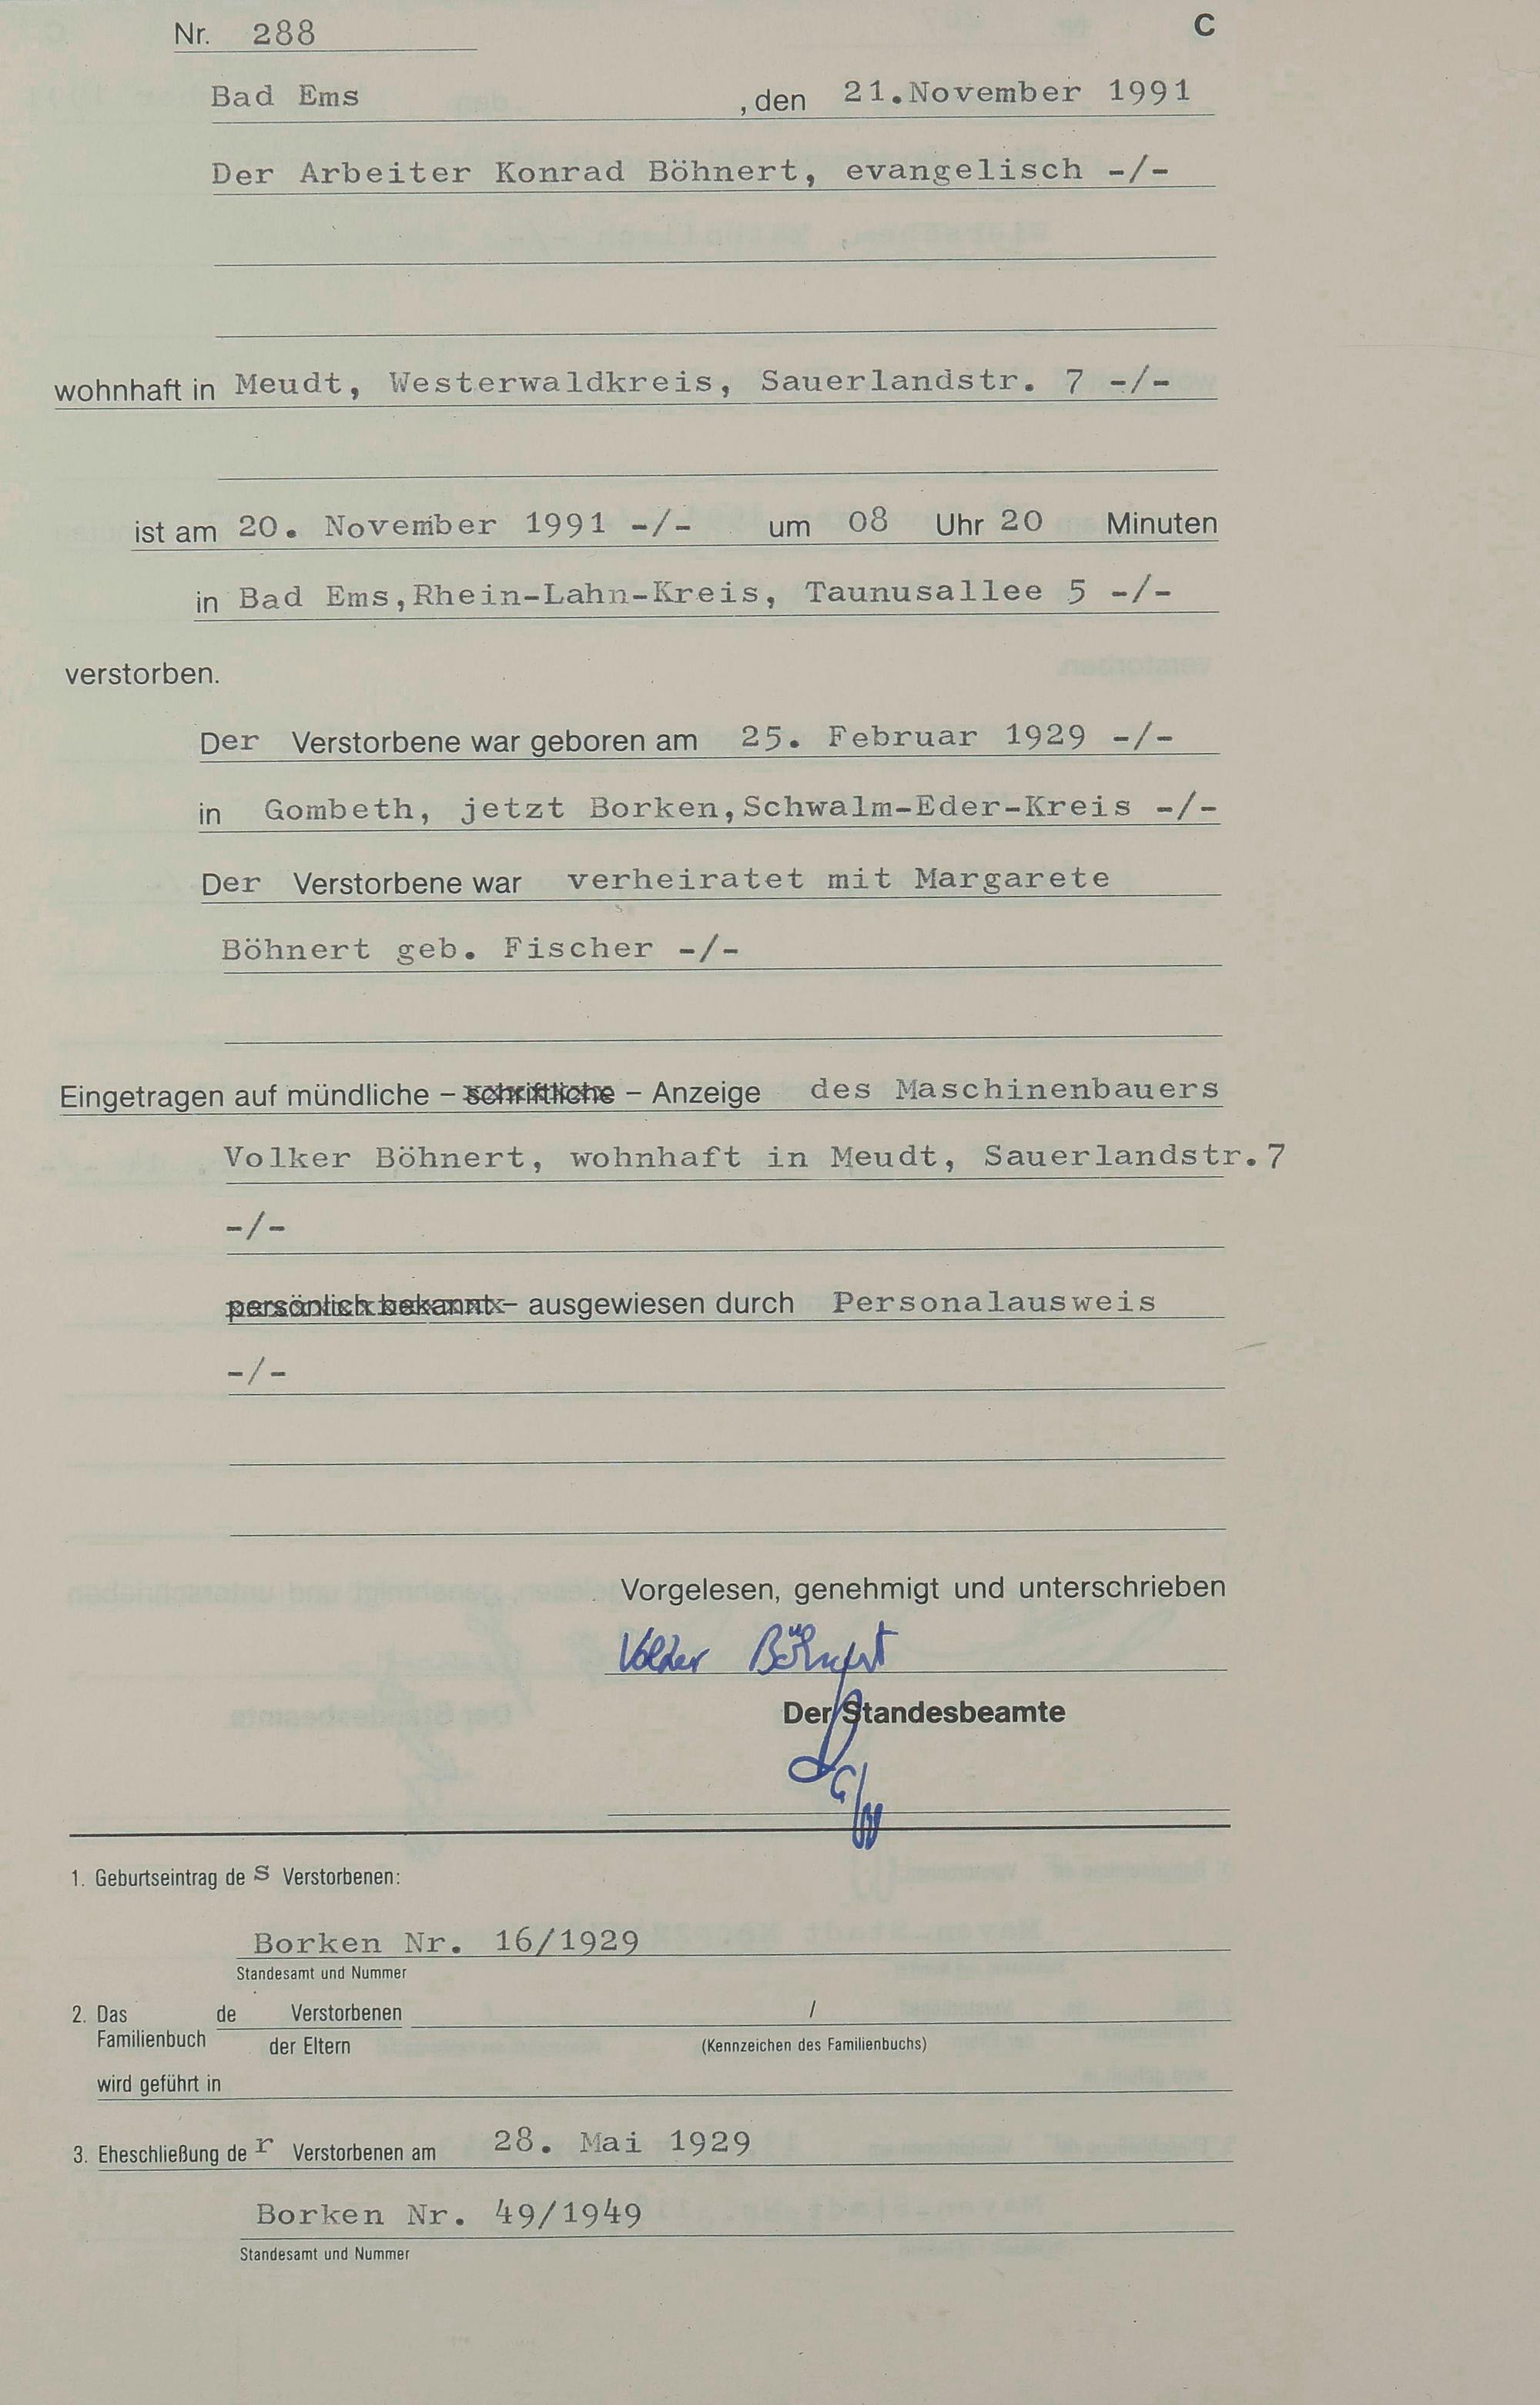 Nr. 288
C
Bad Ems , den 21.November 1991
Der Arbeiter Konrad Böhnert, evangelisch -/-
wohnhaft in Meudt, Westerwaldkreis, Sauerlandstr. 7 -/-
ist am 20. November 1991 -/- um 08 Uhr 20 Minuten
in Bad Ems,Rhein-Lahn-Kreis, Taunusallee 5 -/-
verstorben.
Der Verstorbene war geboren am 25. Februar 1929 -/-
in Gombeth, jetzt Borken,Schwalm-Eder-Kreis -/-
Der Verstorbene war verheiratet mit Margarete
Böhnert geb. Fischer -/-
Eingetragen auf mündliche – schriftliche – Anzeige des Maschinenbauers
Volker Böhnert, wohnhaft in Meudt, Sauerlandstr.7
-/-
persönlich bekannt – ausgewiesen durch Personalausweis
-/-
Vorgelesen, genehmigt und unterschrieben
Volker Böhnert
Der Standesbeamte
1. Geburtseintrag de s Verstorbenen:
Borken Nr. 16/1929
Standesamt und Nummer
2. Das de Verstorbenen /
Familienbuch der Eltern (Kennzeichen des Familienbuchs)
wird geführt in
3. Eheschließung de r Verstorbenen am 28. Mai 1929
Borken Nr. 49/1949
Standesamt und Nummer